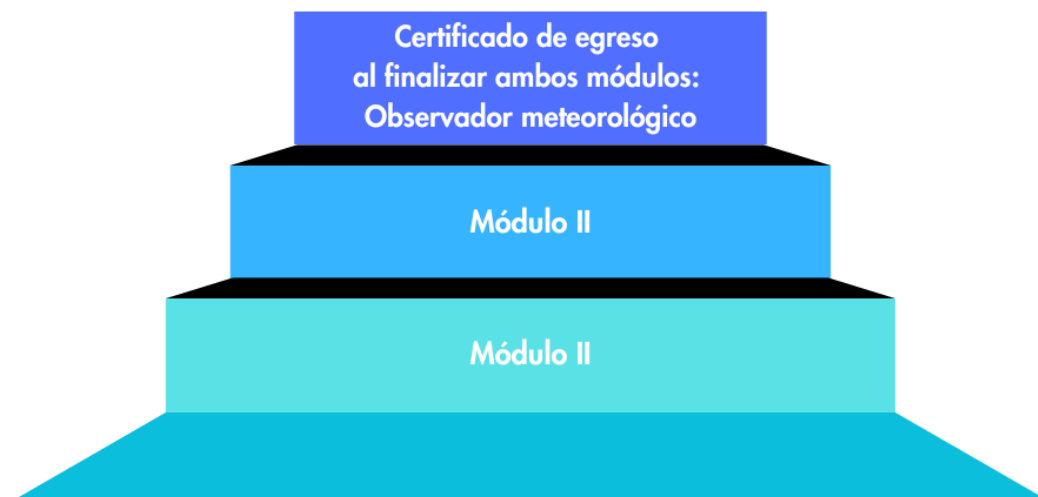 Certificado de egreso
al finalizar ambos módulos:
Observador meteorológico
Módulo II
Módulo II